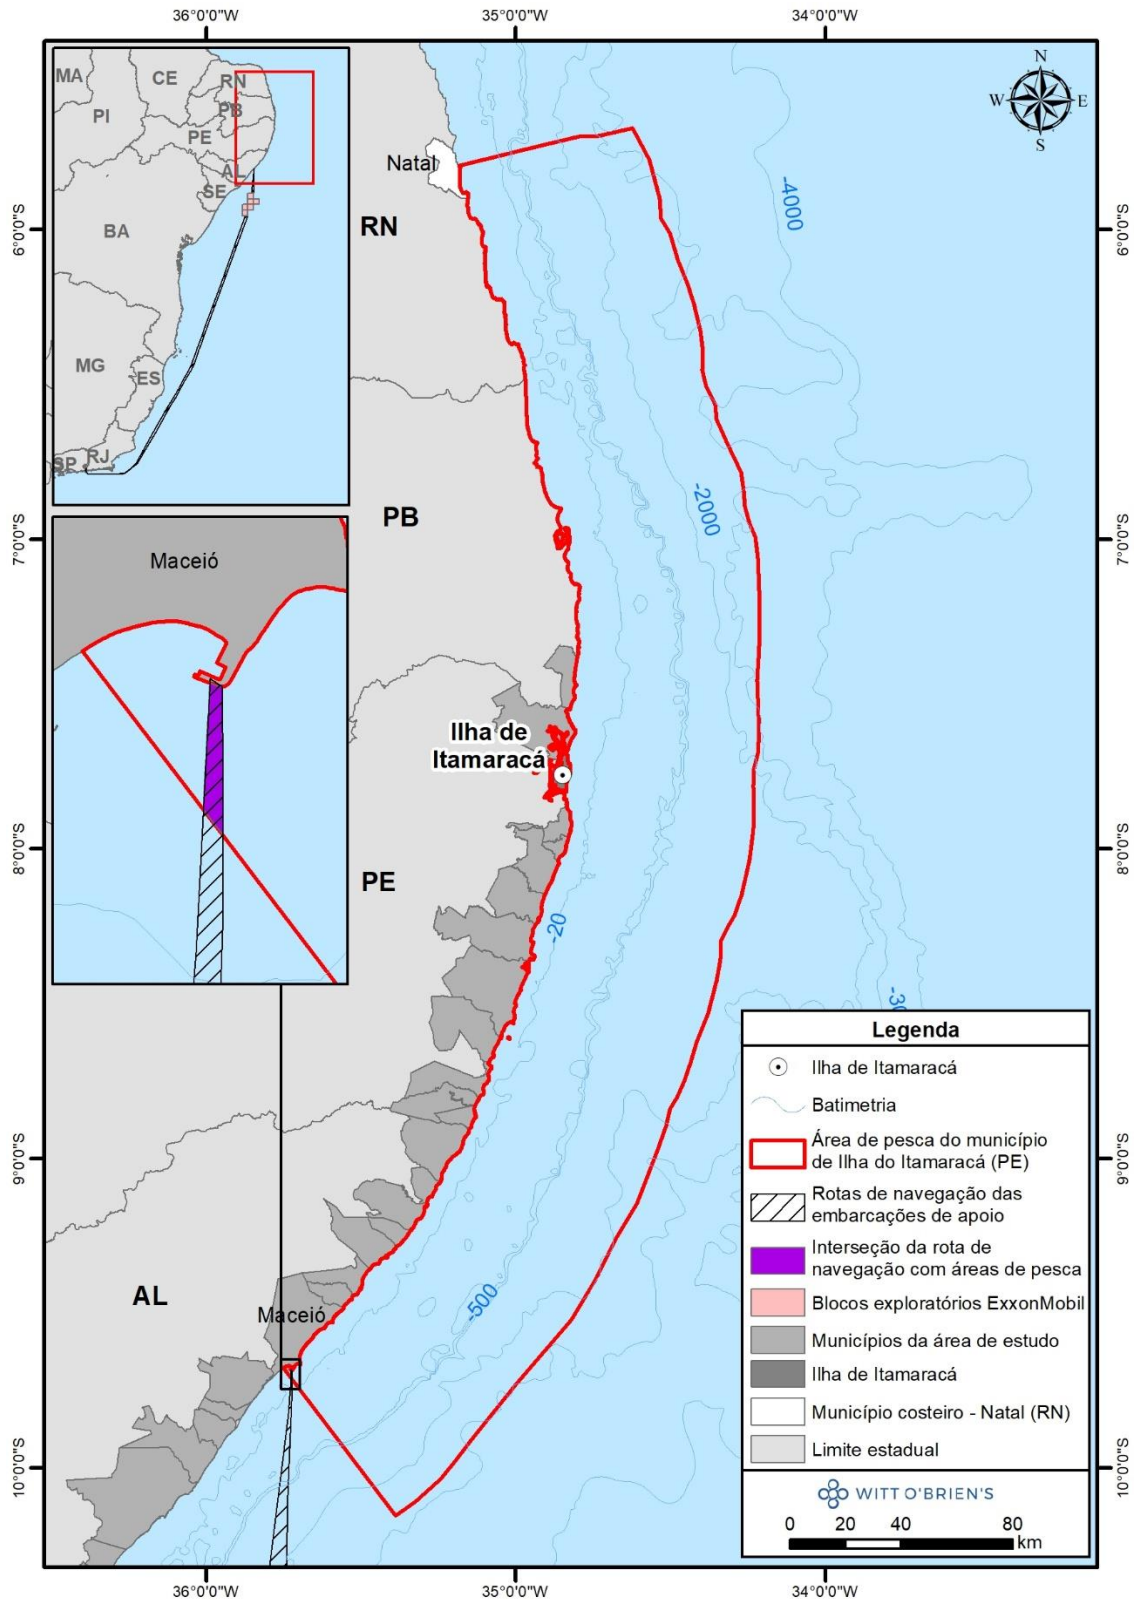 36°0'0"W
35°0'0"W
34°0'0"W
N
W
E
S
MA
CE
RN
PB
PI
PE
AL
SE
BA
MG
ES
RJ
SP
Natal
RN
-4000
6°0'0"S
6°0'0"S
-2000
PB
7°0'0"S
7°0'0"S
Maceió
Ilha de
Itamaracá
8°0'0"S
8°0'0"S
PE
-20
9°0'0"S
9°0'0"S
-500
AL
Maceió
10°0'0"S
10°0'0"S
Legenda
Ilha de Itamaracá
Batimetria
Área de pesca do município
de Ilha do Itamaracá (PE)
Rotas de navegação das
embarcações de apoio
Interseção da rota de
navegação com áreas de pesca
Blocos exploratórios ExxonMobil
Municípios da área de estudo
Ilha de Itamaracá
Município costeiro - Natal (RN)
Limite estadual
WITT O'BRIEN'S
0 20 40 80
km
36°0'0"W
35°0'0"W
34°0'0"W